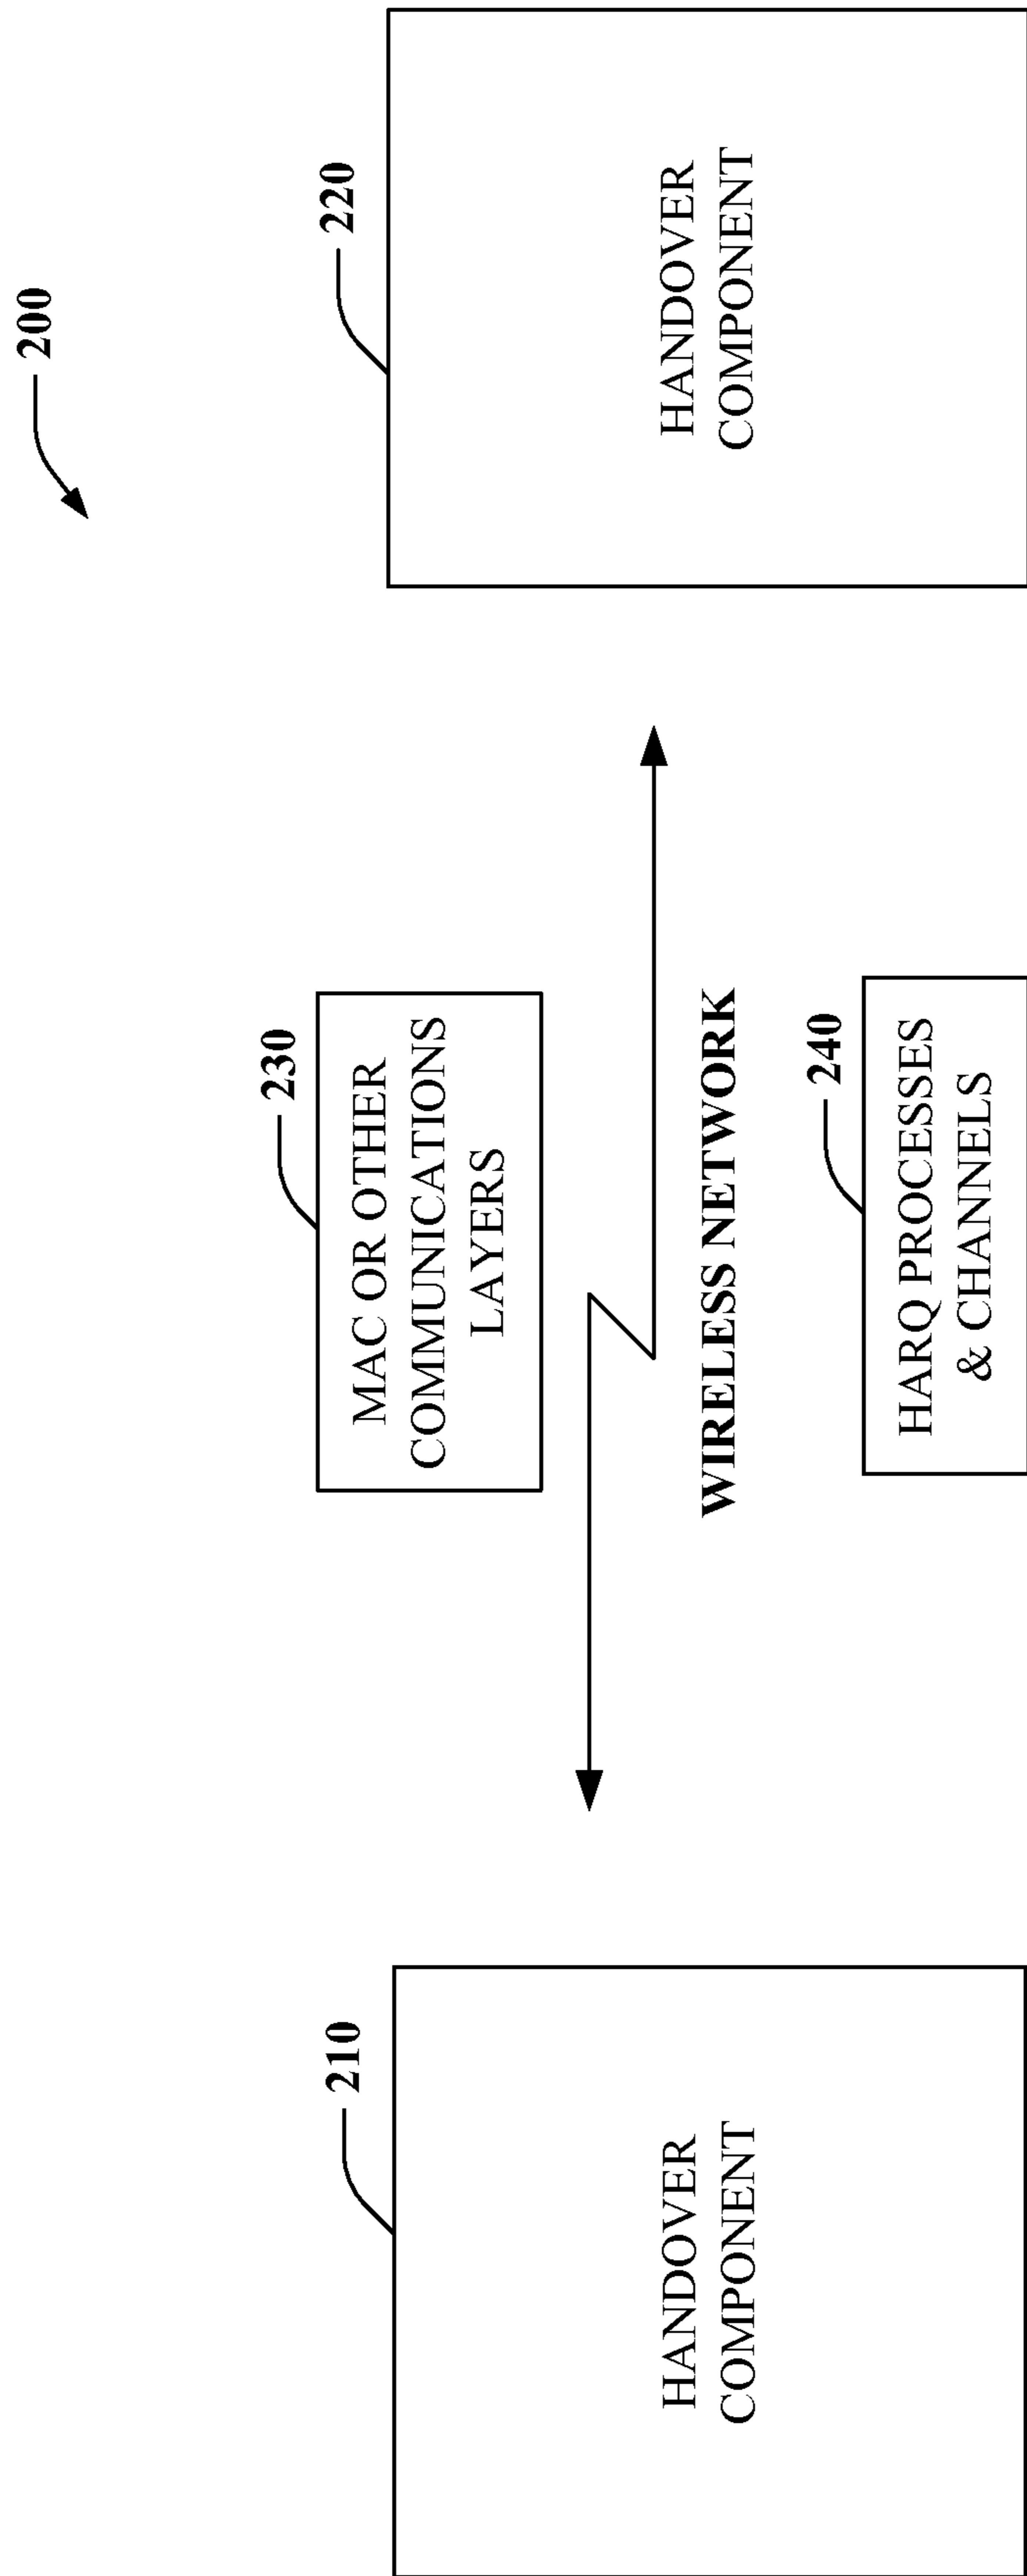 200
210
HANDOVER
COMPONENT
230
MAC OR OTHER
COMMUNICATIONS
LAYERS
WIRELESS NETWORK
240
HARQ PROCESSES
& CHANNELS
220
HANDOVER
COMPONENT